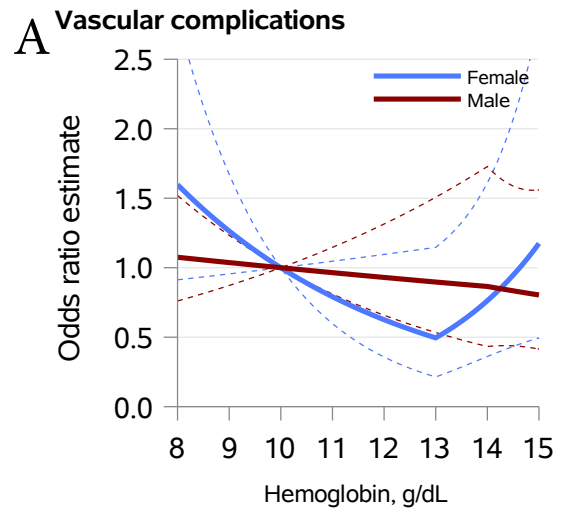 A Vascular complications
Odds ratio estimate
2.5
2.0
1.5
1.0
0.5
0.0
Female
Male
8 9 10 11 12 13 14 15
Hemoglobin, g/dL